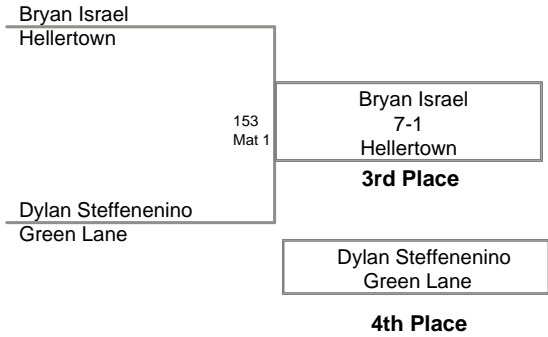 Bryan Israel
Hellertown
153
Mat 1
Bryan Israel
7-1
Hellertown
3rd Place
Dylan Steffenenino
Green Lane
Dylan Steffenenino
Green Lane
4th Place